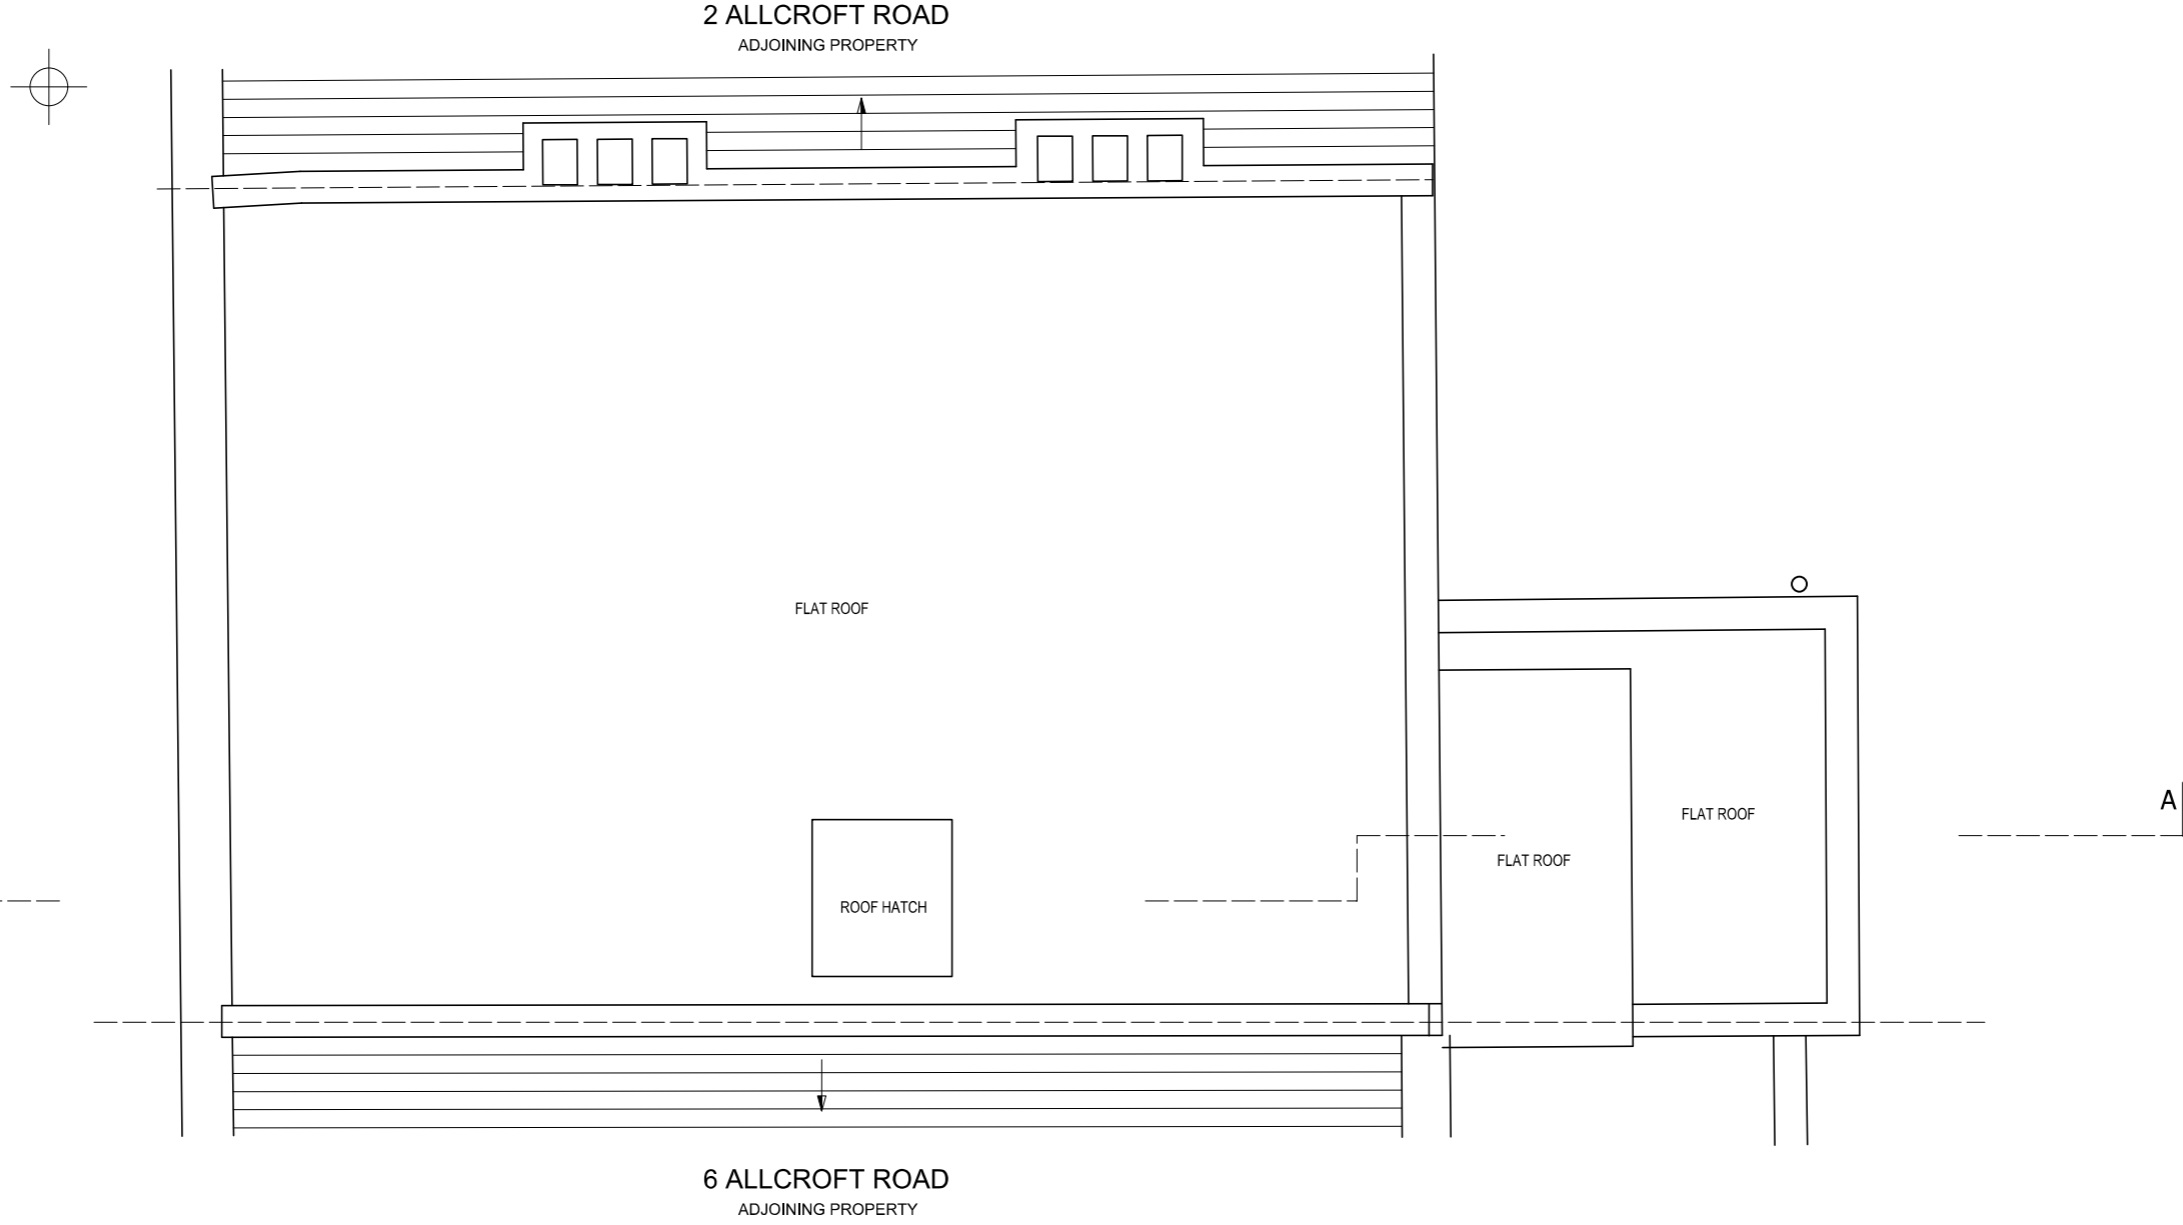 2 ALLCROFT ROAD
ADJOINING PROPERTY
FLAT ROOF
A
FLAT ROOF
FLAT ROOF
ROOF HATCH
6 ALLCROFT ROAD
ADJOINING PROPERTY